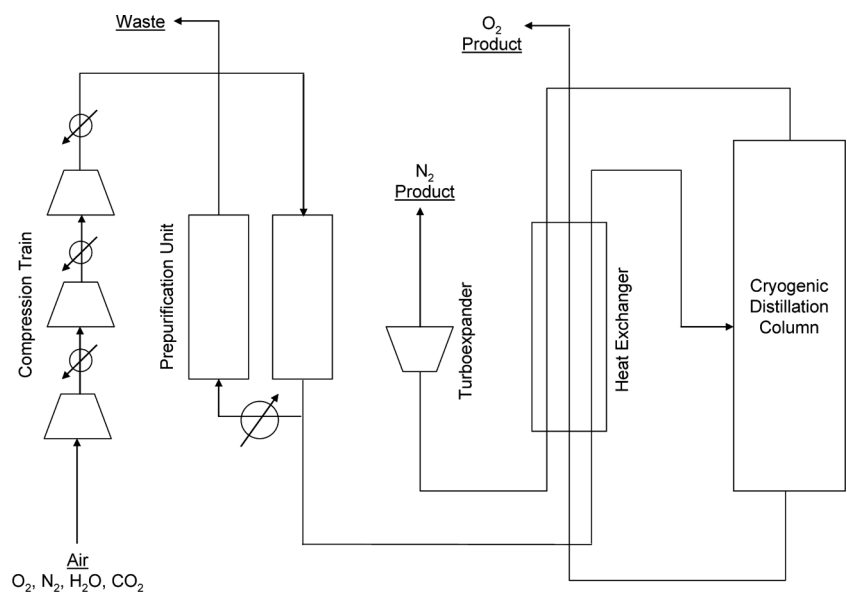 Waste
O₂
Product
N₂
Product
Compression Train
Prepurification Unit
Turboexpander
Heat Exchanger
Cryogenic
Distillation
Column
Air
O₂, N₂, H₂O, CO₂